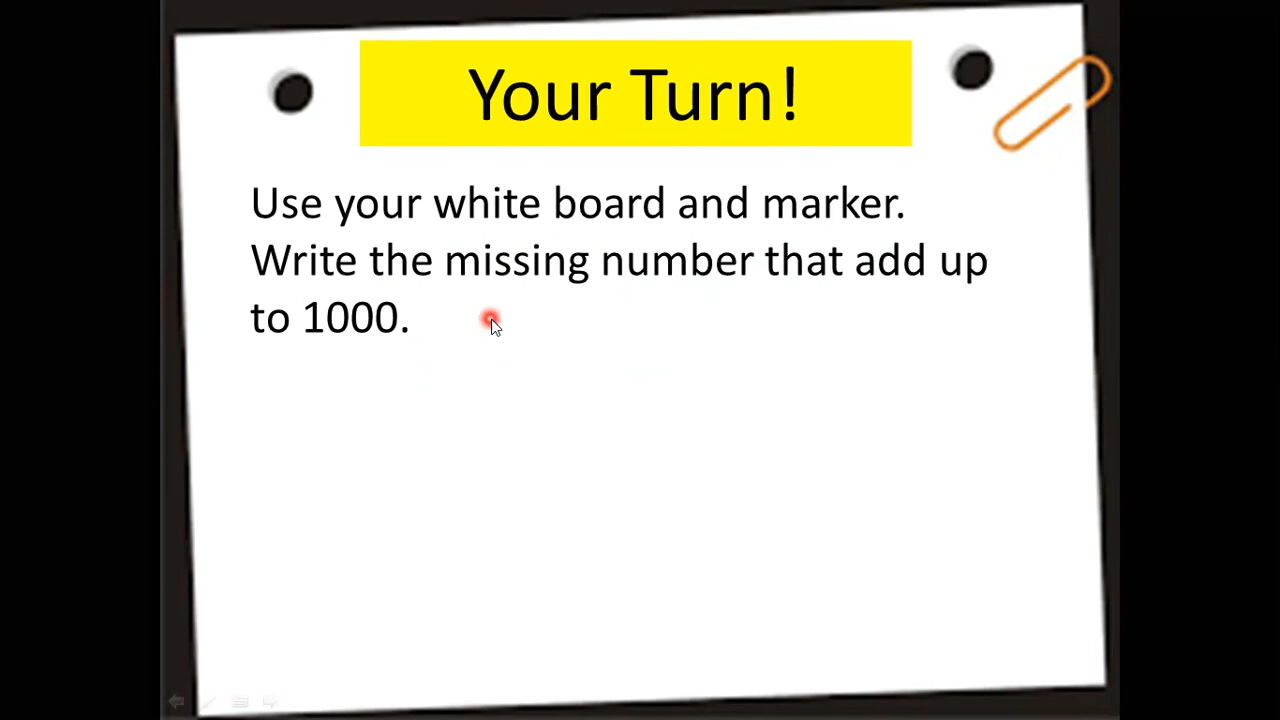 Your Turn!
Use your white board and marker.
Write the missing number that add up
to 1000.